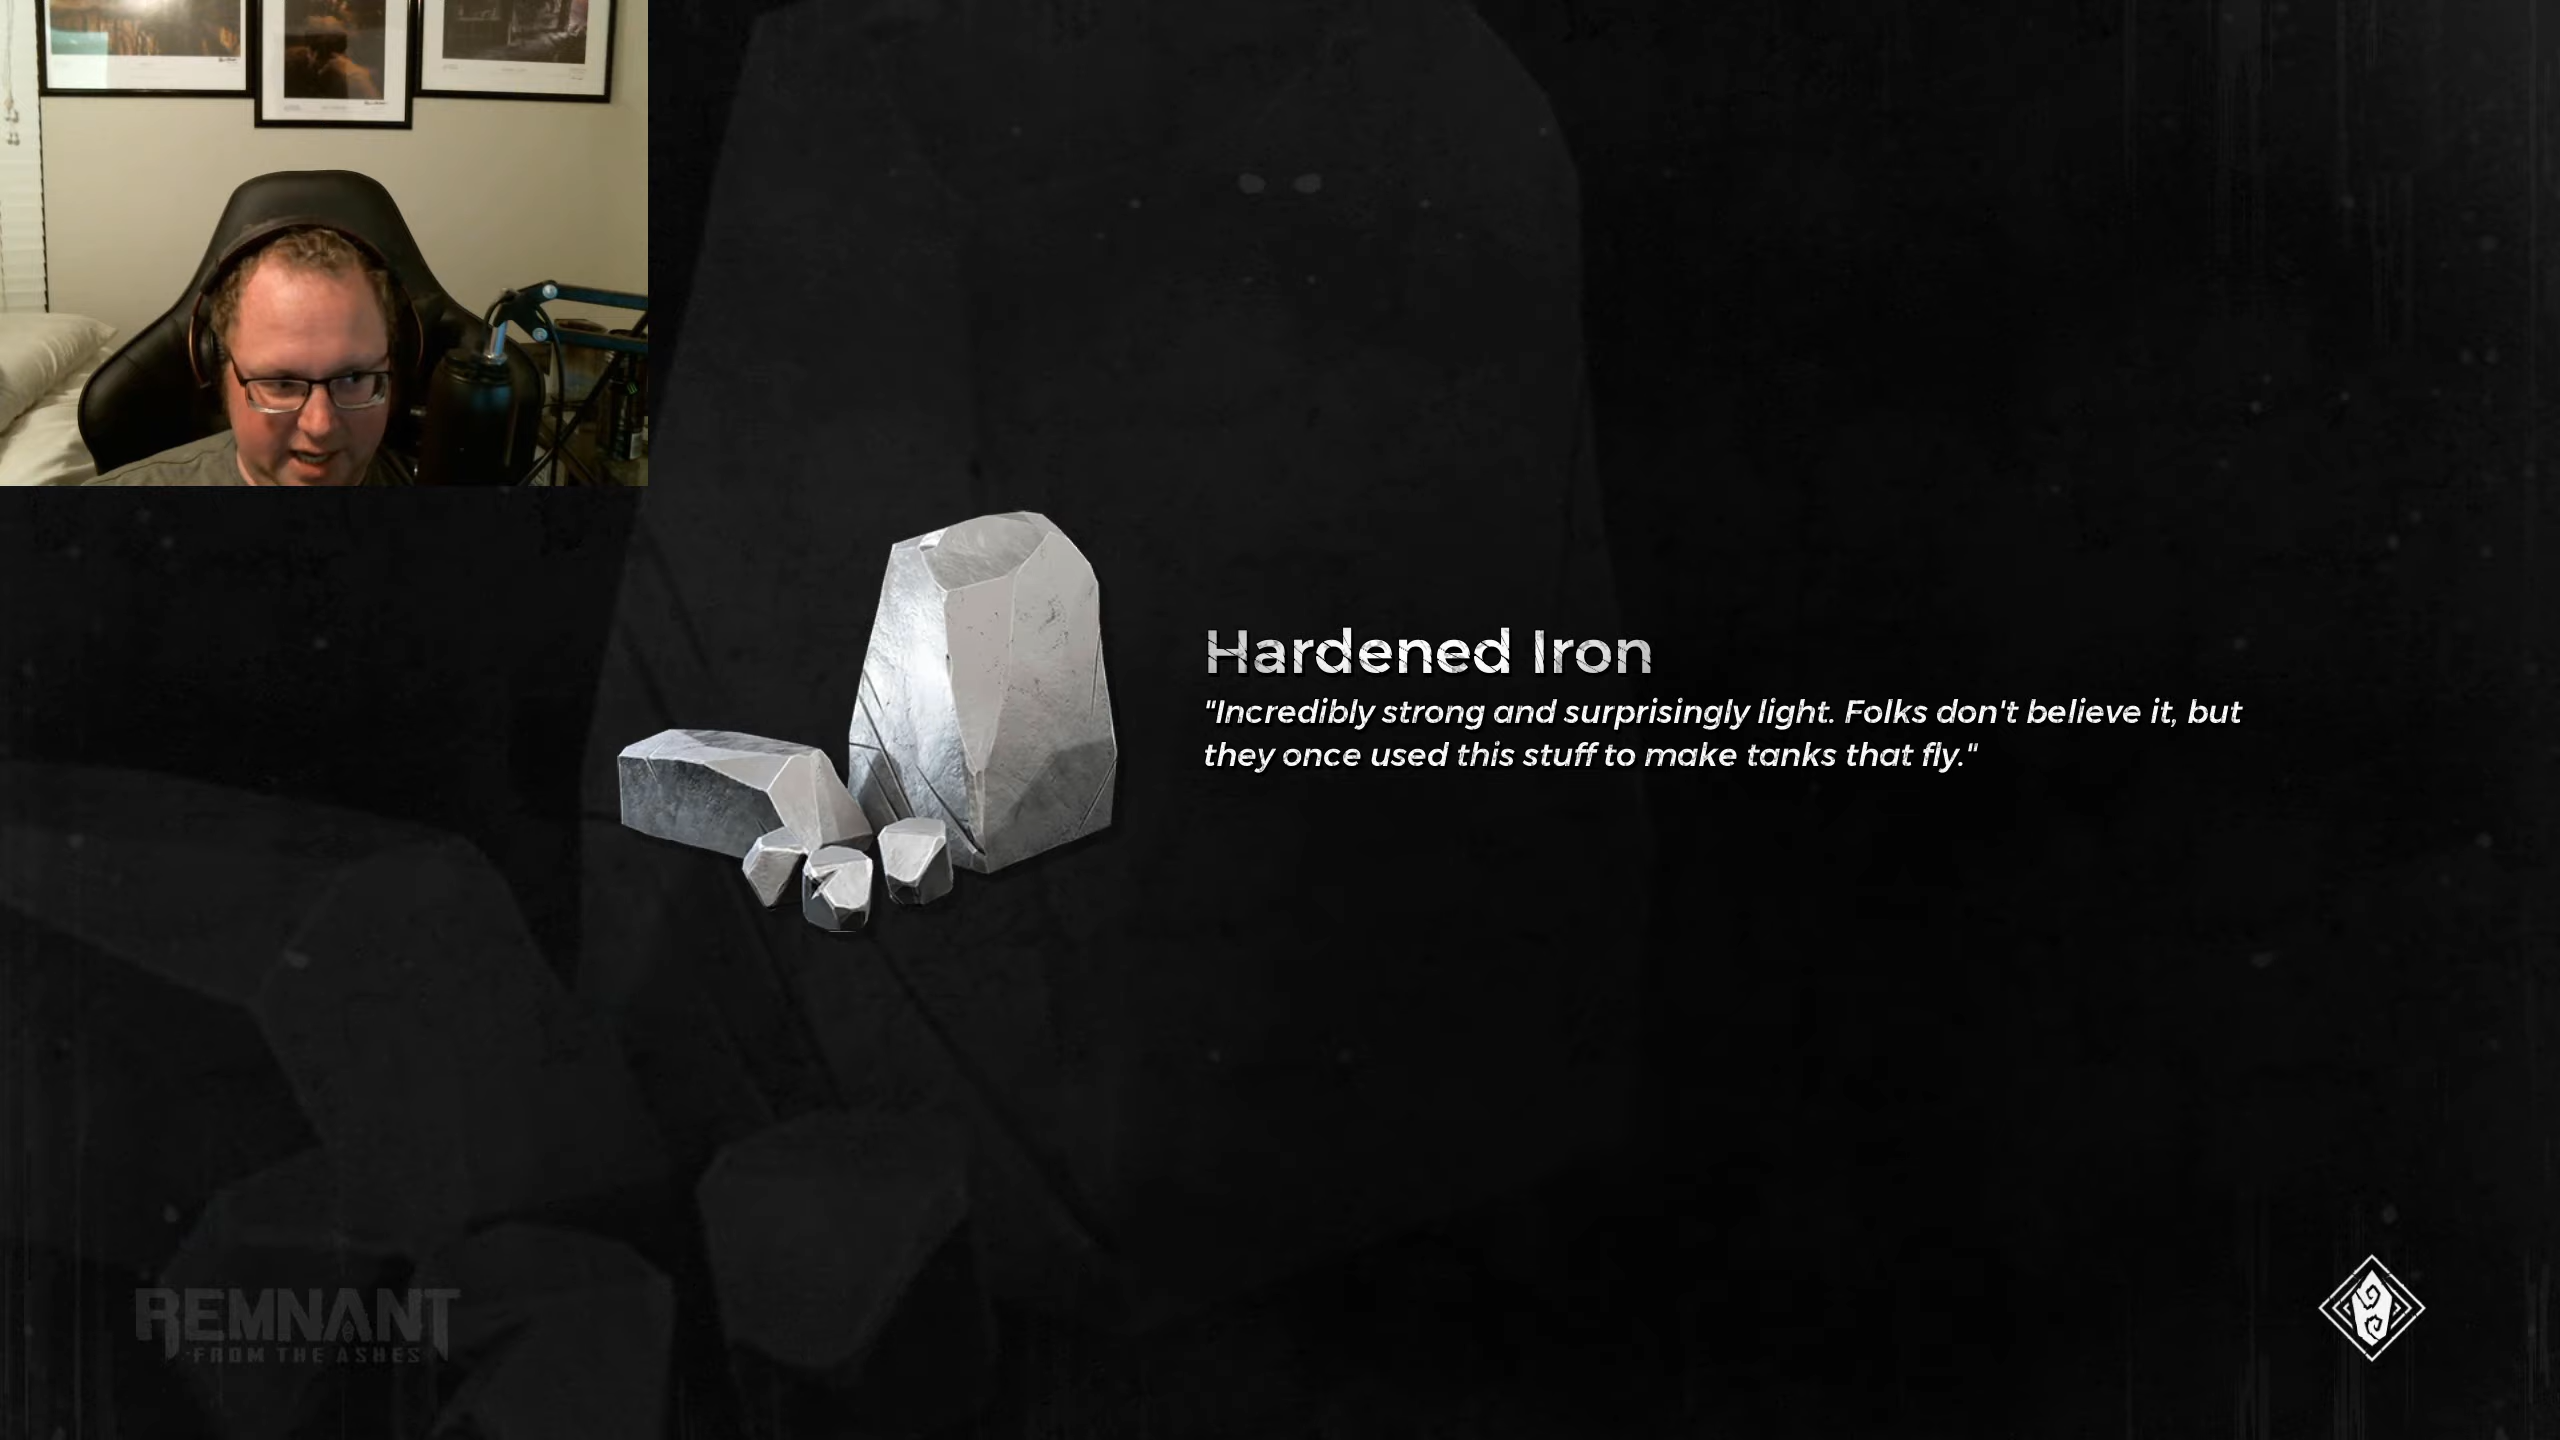 Hardened Iron
"Incredibly strong and surprisingly light. Folks don't believe it, but
they once used this stuff to make tanks that fly."
REMNANT
FROM THE ASHES